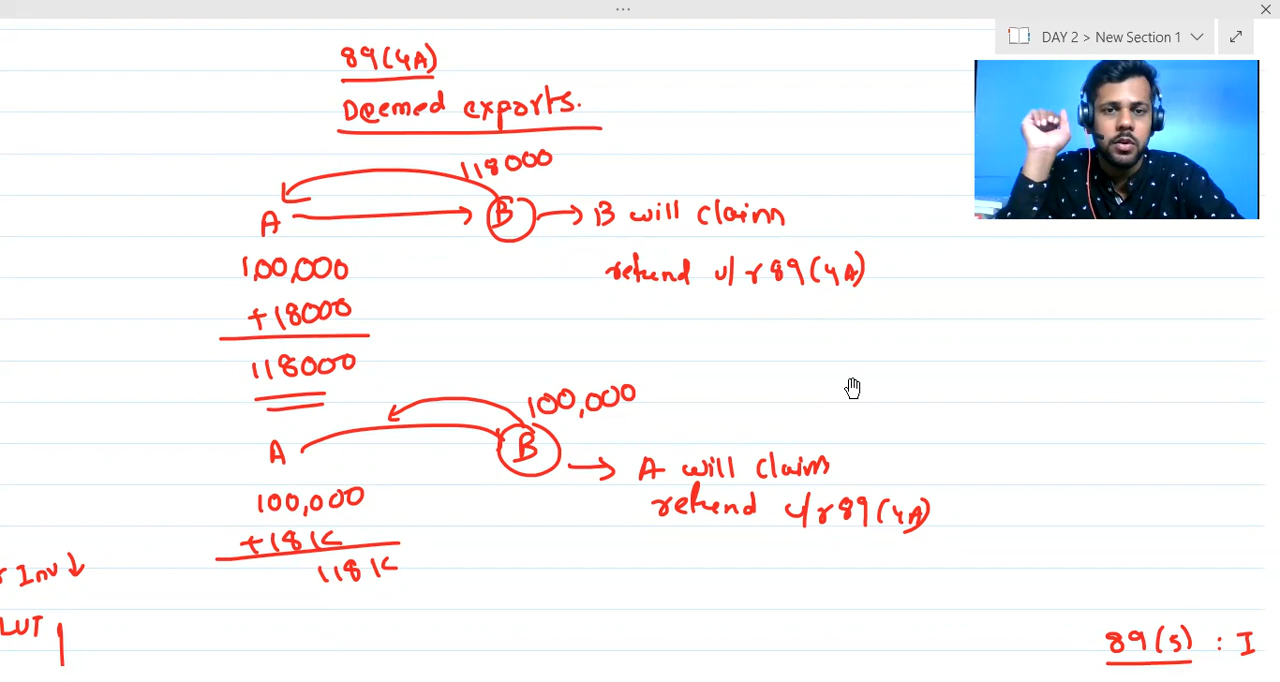 DAY 2 > New Section 1
89(4A)
Deemed exports.
118000
A B → B will claim
100,000
refund u/r 89(4A)
+18000
118000
100,000
A B → A will claim
100,000
refund u/r 89(4A)
+18K
118K
Inv ↓
LUT
89(5) : I